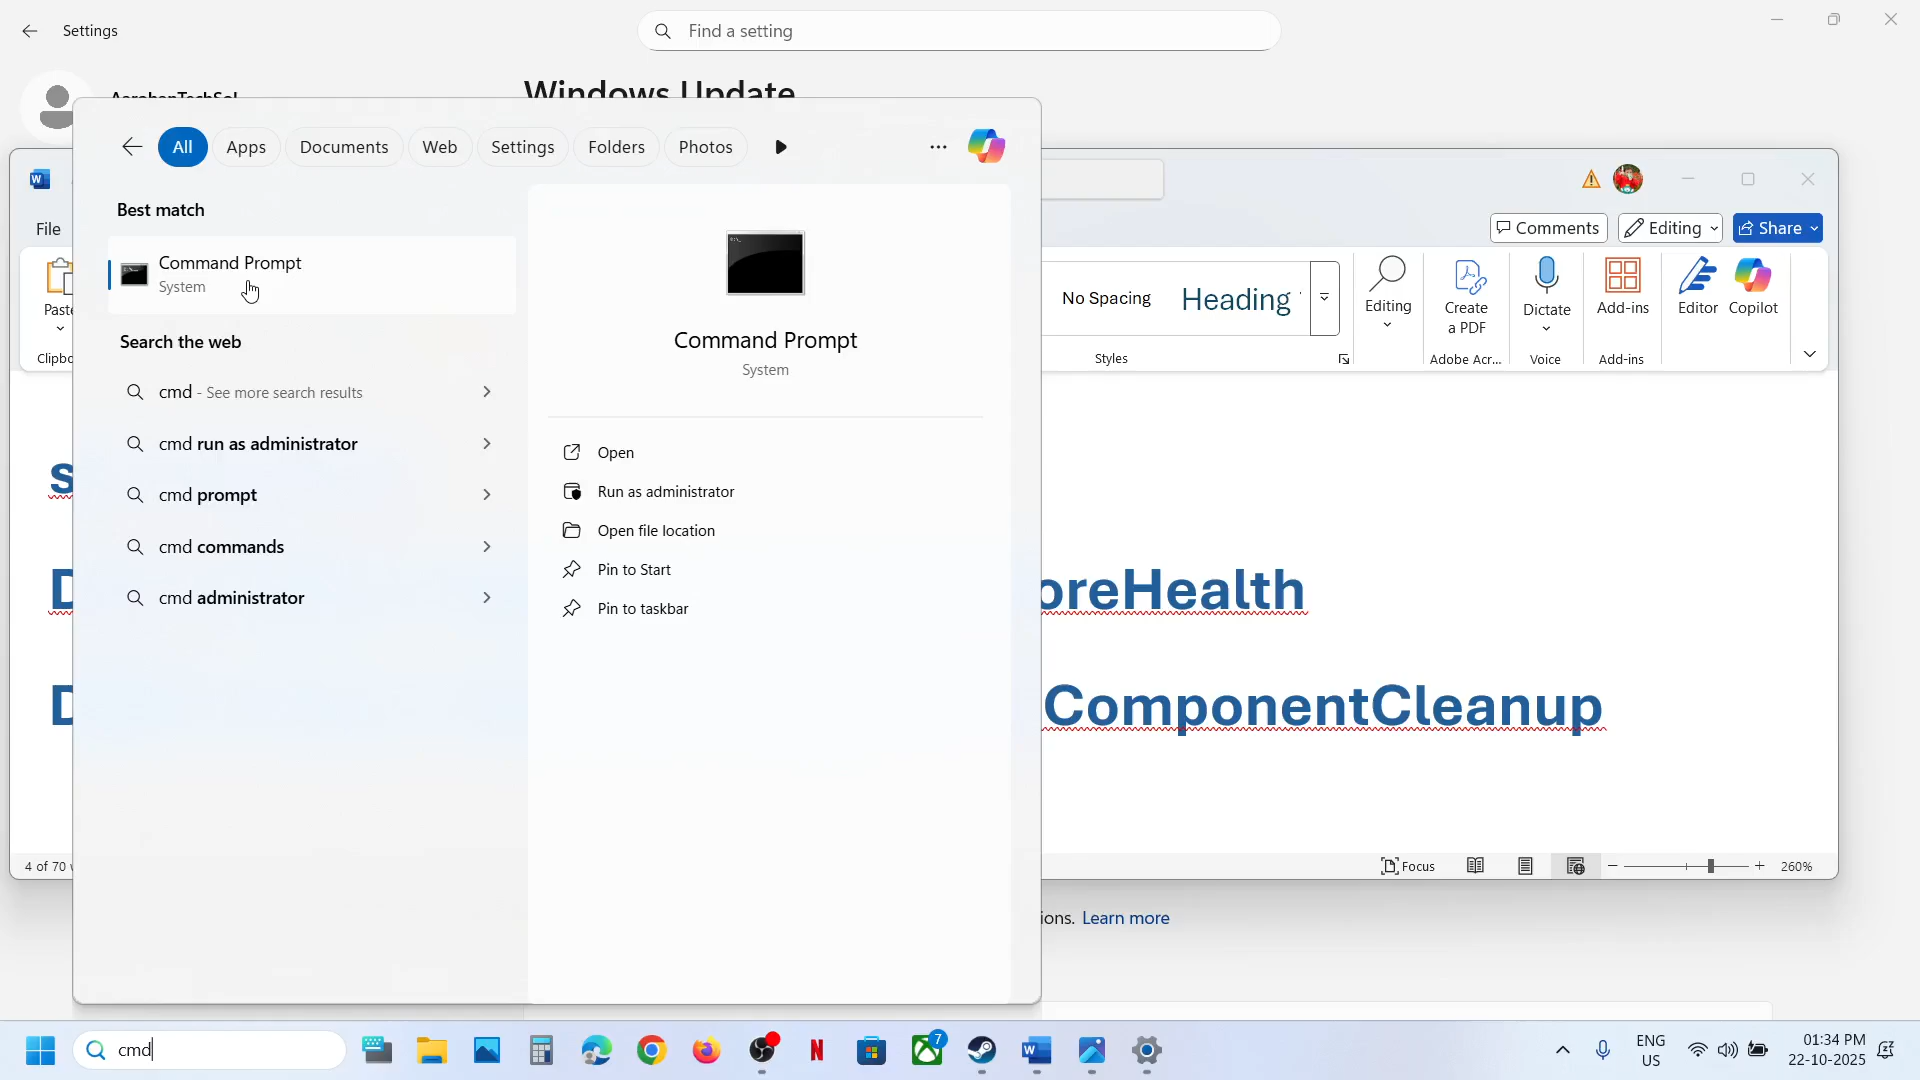 Settings
Find a setting
Windows Update
All
Apps
Documents
Web
Settings
Folders
Photos
File
Comments
Editing
Share
Best match
Command Prompt
System
Command Prompt
System
Paste
No Spacing
Heading
Editing
Create
a PDF
Dictate
Add-ins
Editor
Copilot
Styles
Adobe Acr...
Voice
Add-ins
Search the web
cmd - See more search results
cmd run as administrator
cmd prompt
cmd commands
cmd administrator
Open
Run as administrator
Open file location
Pin to Start
Pin to taskbar
oreHealth
ComponentCleanup
4 of 70
Focus
260%
ions. Learn more
cmd
7
ENG
US
01:34 PM
22-10-2025